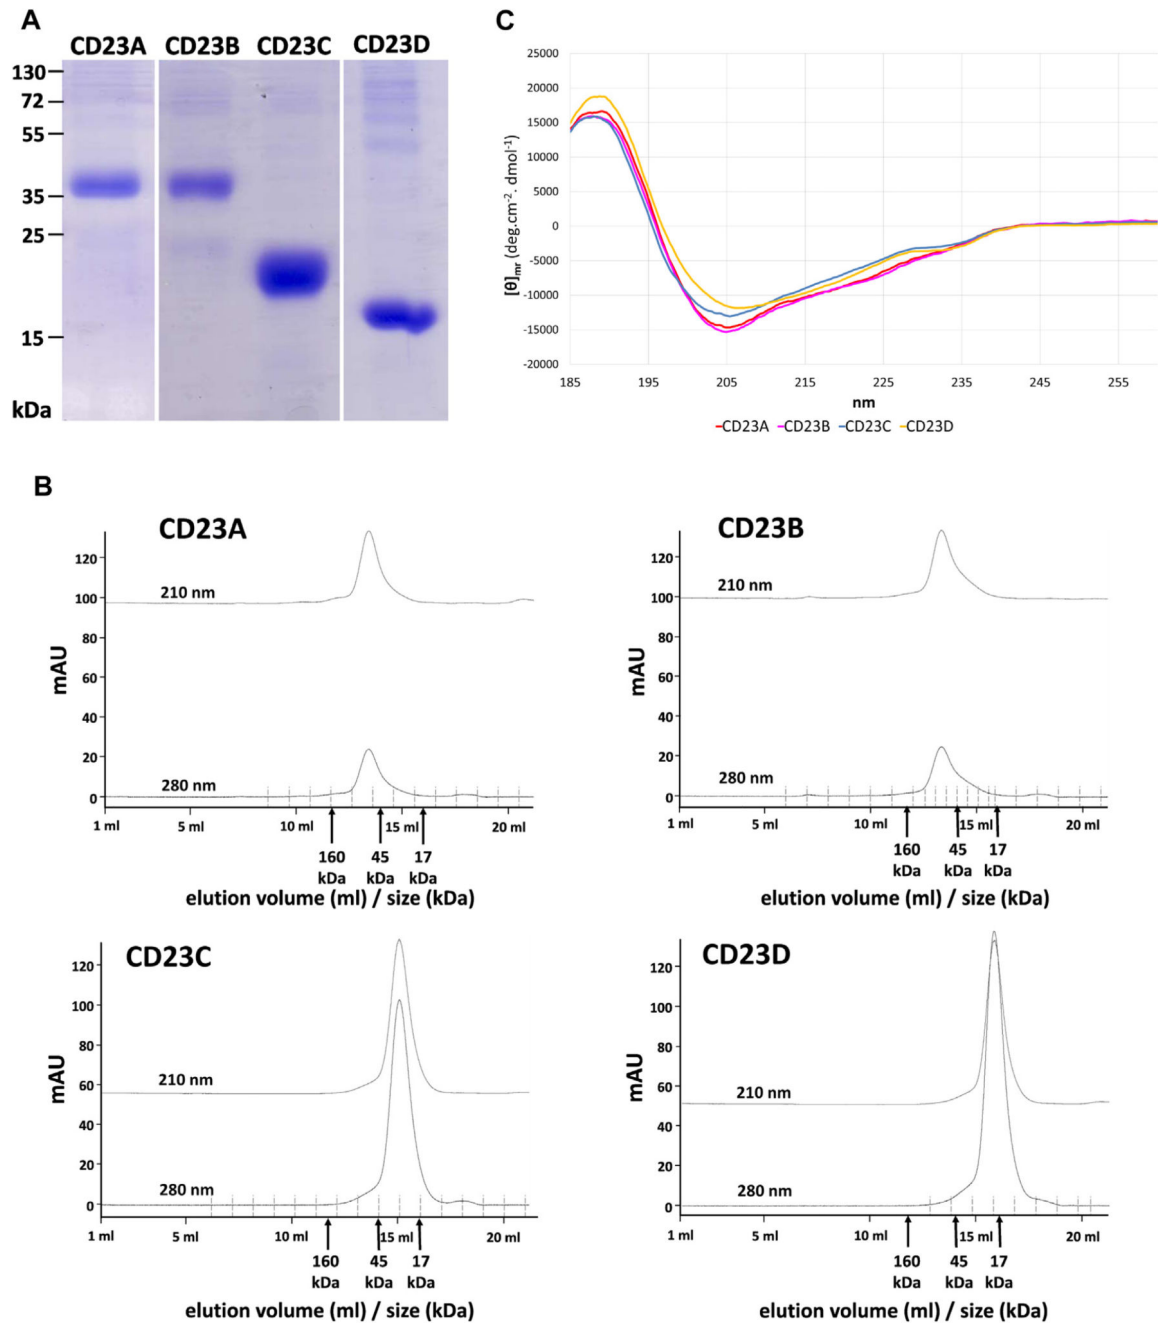 A
CD23A CD23B CD23C CD23D
130
72
55
35
25
15
kDa
C
25000
20000
15000
10000
5000
0
-5000
-10000
-15000
-20000
[θ]mr (deg.cm-2. dmol-1)
185 195 205 215 225 235 245 255
nm
CD23A CD23B CD23C CD23D
B
CD23A
120
100
80
60
40
20
0
mAU
210 nm
280 nm
1 ml 5 ml 10 ml 15 ml 20 ml
160 kDa 45 kDa 17 kDa
elution volume (ml) / size (kDa)
CD23B
120
100
80
60
40
20
0
mAU
210 nm
280 nm
1 ml 5 ml 10 ml 15 ml 20 ml
160 kDa 45 kDa 17 kDa
elution volume (ml) / size (kDa)
CD23C
120
100
80
60
40
20
0
mAU
210 nm
280 nm
1 ml 5 ml 10 ml 15 ml 20 ml
160 kDa 45 kDa 17 kDa
elution volume (ml) / size (kDa)
CD23D
120
100
80
60
40
20
0
mAU
210 nm
280 nm
1 ml 5 ml 10 ml 15 ml 20 ml
160 kDa 45 kDa 17 kDa
elution volume (ml) / size (kDa)